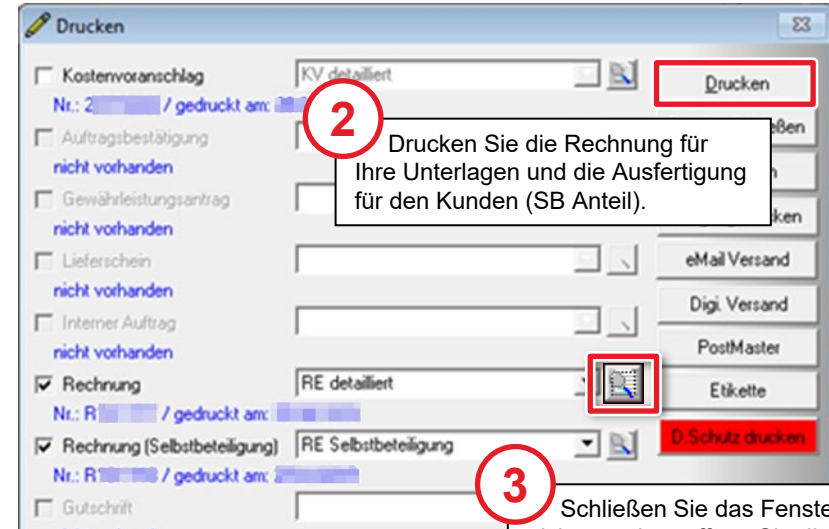 Drucken
Kostenvoranschlag
KV detailliert
Drucken
Nr.: 2 / gedruckt am:
2
Drucken Sie die Rechnung für
Ihre Unterlagen und die Ausfertigung
für den Kunden (SB Anteil).
Auftragsbestätigung
nicht vorhanden
Gewährleistungsantrag
nicht vorhanden
Lieferschein
eMail Versand
nicht vorhanden
Digi. Versand
Interner Auftrag
nicht vorhanden
PostMaster
Rechnung
RE detailliert
Etikette
Nr.: R / gedruckt am:
Rechnung (Selbstbeteiligung)
RE Selbstbeteiligung
D.Schutz drucken
Nr.: R / gedruckt am:
3
Schließen Sie das Fenste
Gutschrift